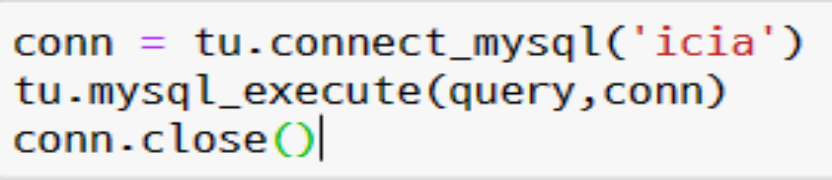 conn = tu.connect_mysql('icia')
tu.mysql_execute(query,conn)
conn.close()